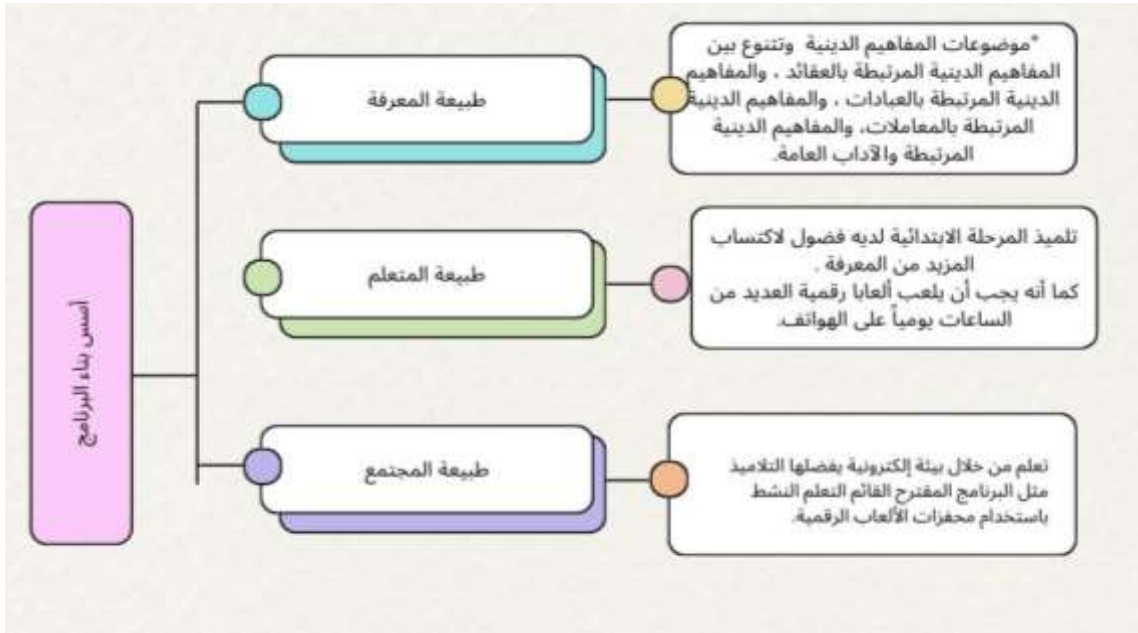 أسس بناء البرنامج
طبيعة المعرفة
*موضوعات المفاهيم الدينية وتتنوع بين
المفاهيم الدينية المرتبطة بالعقائد ، والمفاهيم
الدينية المرتبطة بالعبادات ، والمفاهيم الدينية
المرتبطة بالمعاملات، والمفاهيم الدينية
المرتبطة والآداب العامة.
طبيعة المتعلم
تلميذ المرحلة الابتدائية لديه فضول لاكتساب
المزيد من المعرفة .
كما أنه يجب أن يلعب ألعابا رقمية العديد من
الساعات يومياً على الهواتف.
طبيعة المجتمع
تعلم من خلال بيئة إلكترونية يفضلها التلاميذ
مثل البرنامج المقترح القائم التعلم النشط
باستخدام محفزات الألعاب الرقمية.